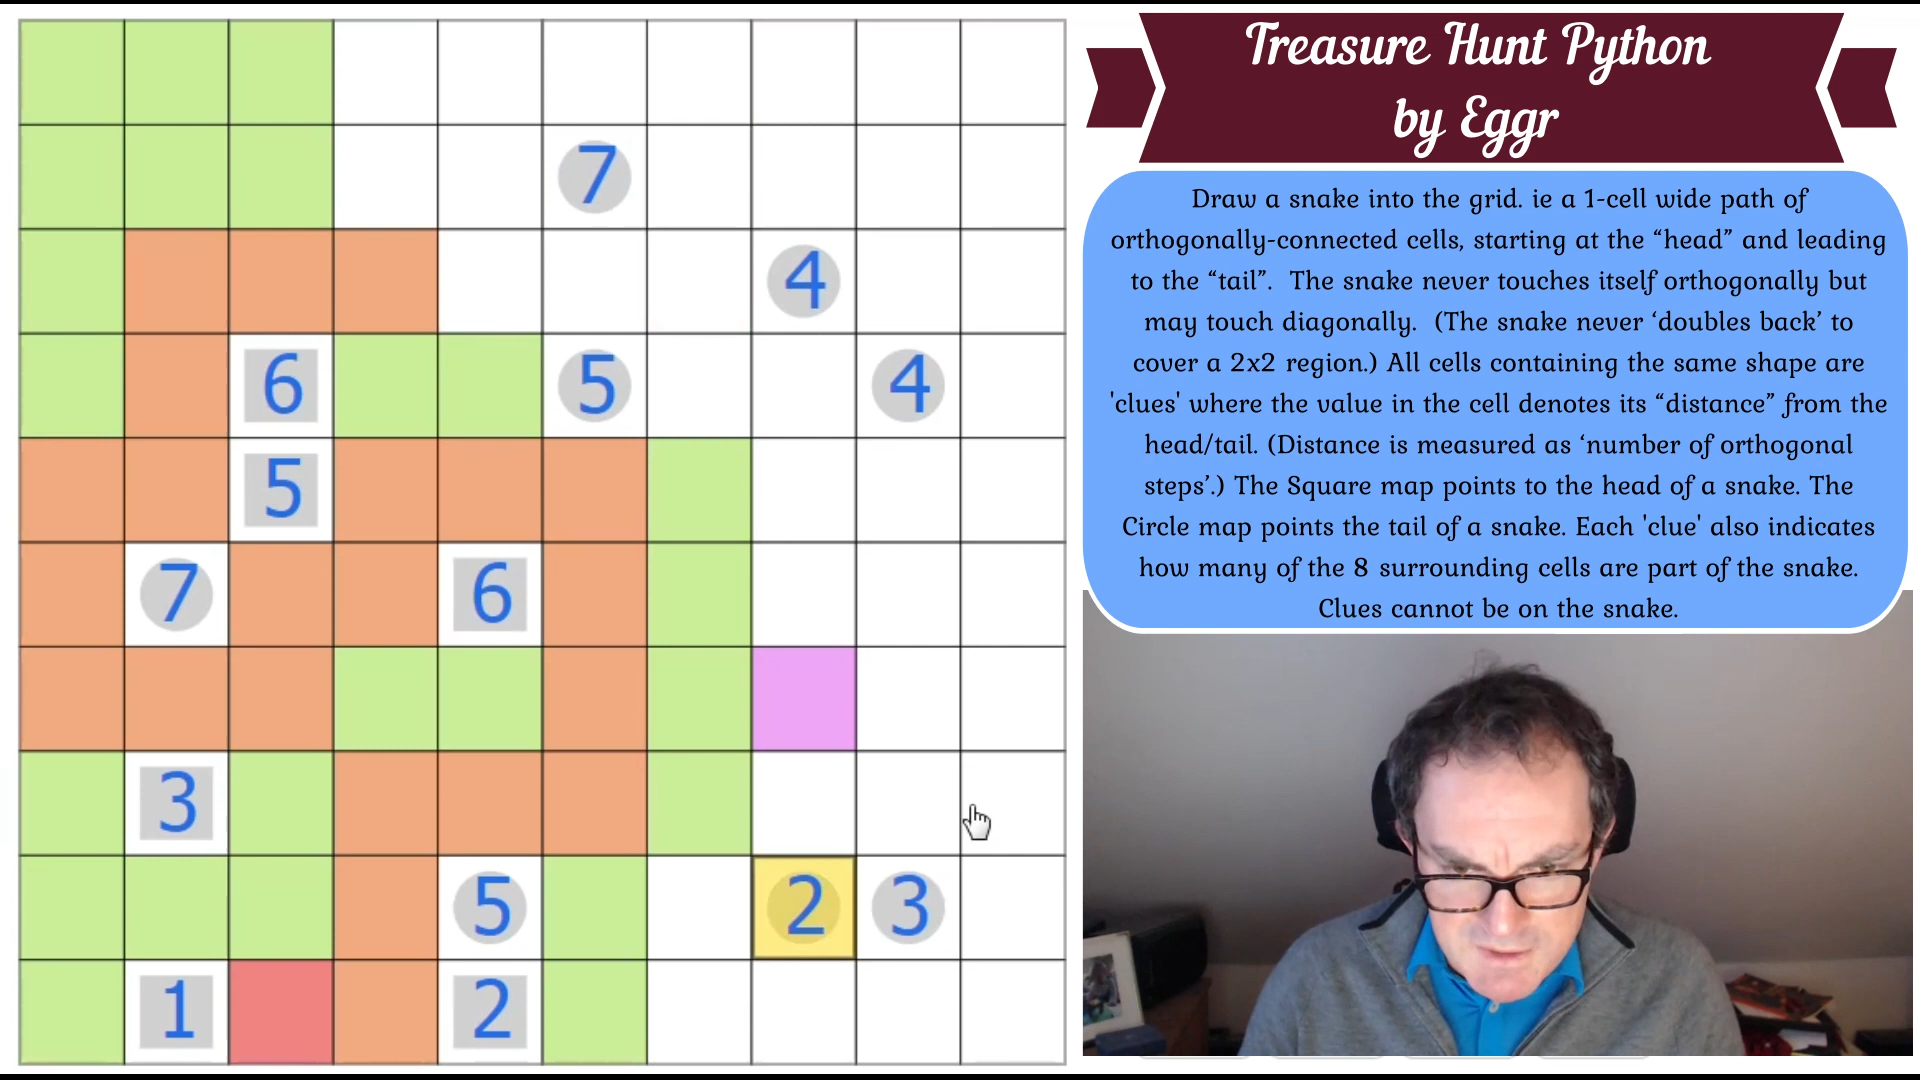 Treasure Hunt Python
by Eggr
Draw a snake into the grid. ie a 1-cell wide path of
orthogonally-connected cells, starting at the “head” and leading
to the “tail”. The snake never touches itself orthogonally but
may touch diagonally. (The snake never ‘doubles back’ to
cover a 2x2 region.) All cells containing the same shape are
'clues' where the value in the cell denotes its “distance” from the
head/tail. (Distance is measured as ‘number of orthogonal
steps’.) The Square map points to the head of a snake. The
Circle map points the tail of a snake. Each 'clue' also indicates
how many of the 8 surrounding cells are part of the snake.
Clues cannot be on the snake.
7
4
6 5 4
5
7 6
3
5 2 3
1 2